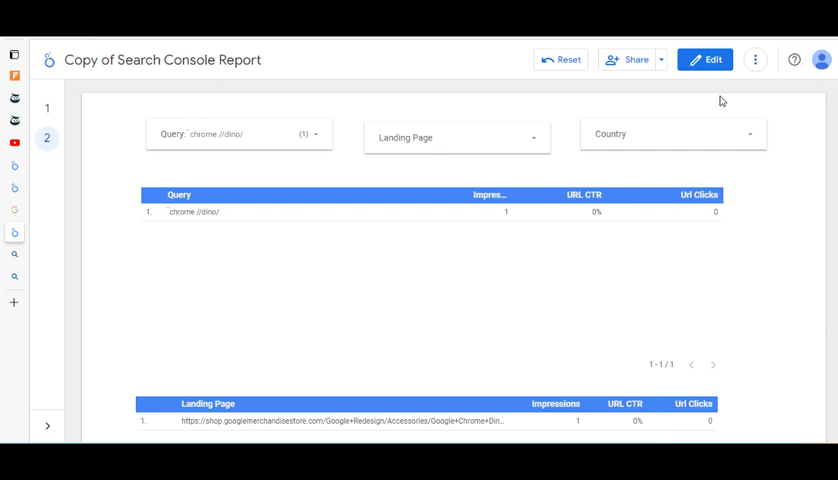 Copy of Search Console Report
Reset
Share
Edit
1
2
Query: ¨chrome //dino/ (1)
Landing Page
Country
Query Impres... URL CTR Url Clicks
1. ¨chrome //dino/ 1 0% 0
1 - 1 / 1
Landing Page Impressions URL CTR Url Clicks
1. https://shop.googlemerchandisestore.com/Google+Redesign/Accessories/Google+Chrome+Din... 1 0% 0